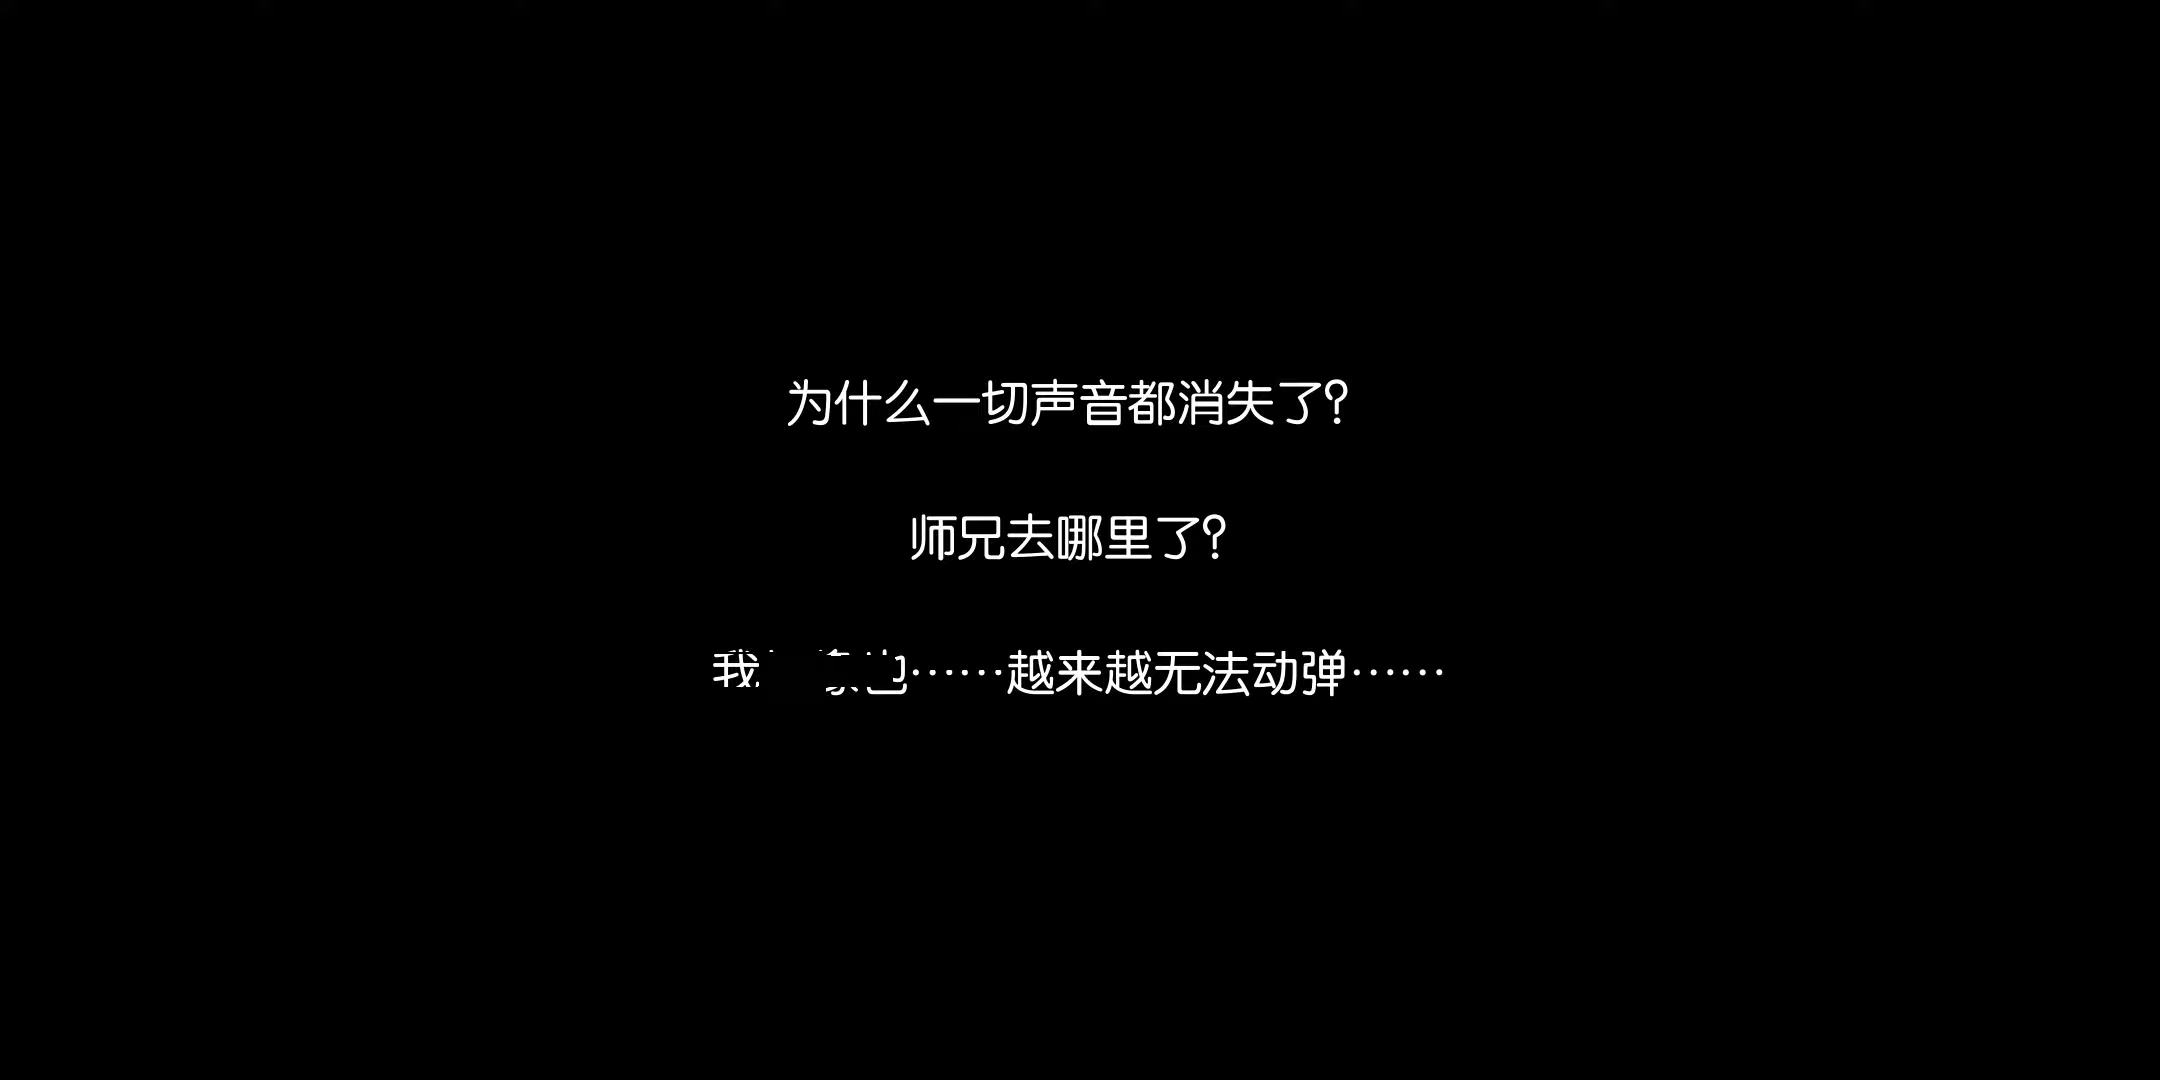 为什么一切声音都消失了?
师兄去哪里了?
我 也……越来越无法动弹……